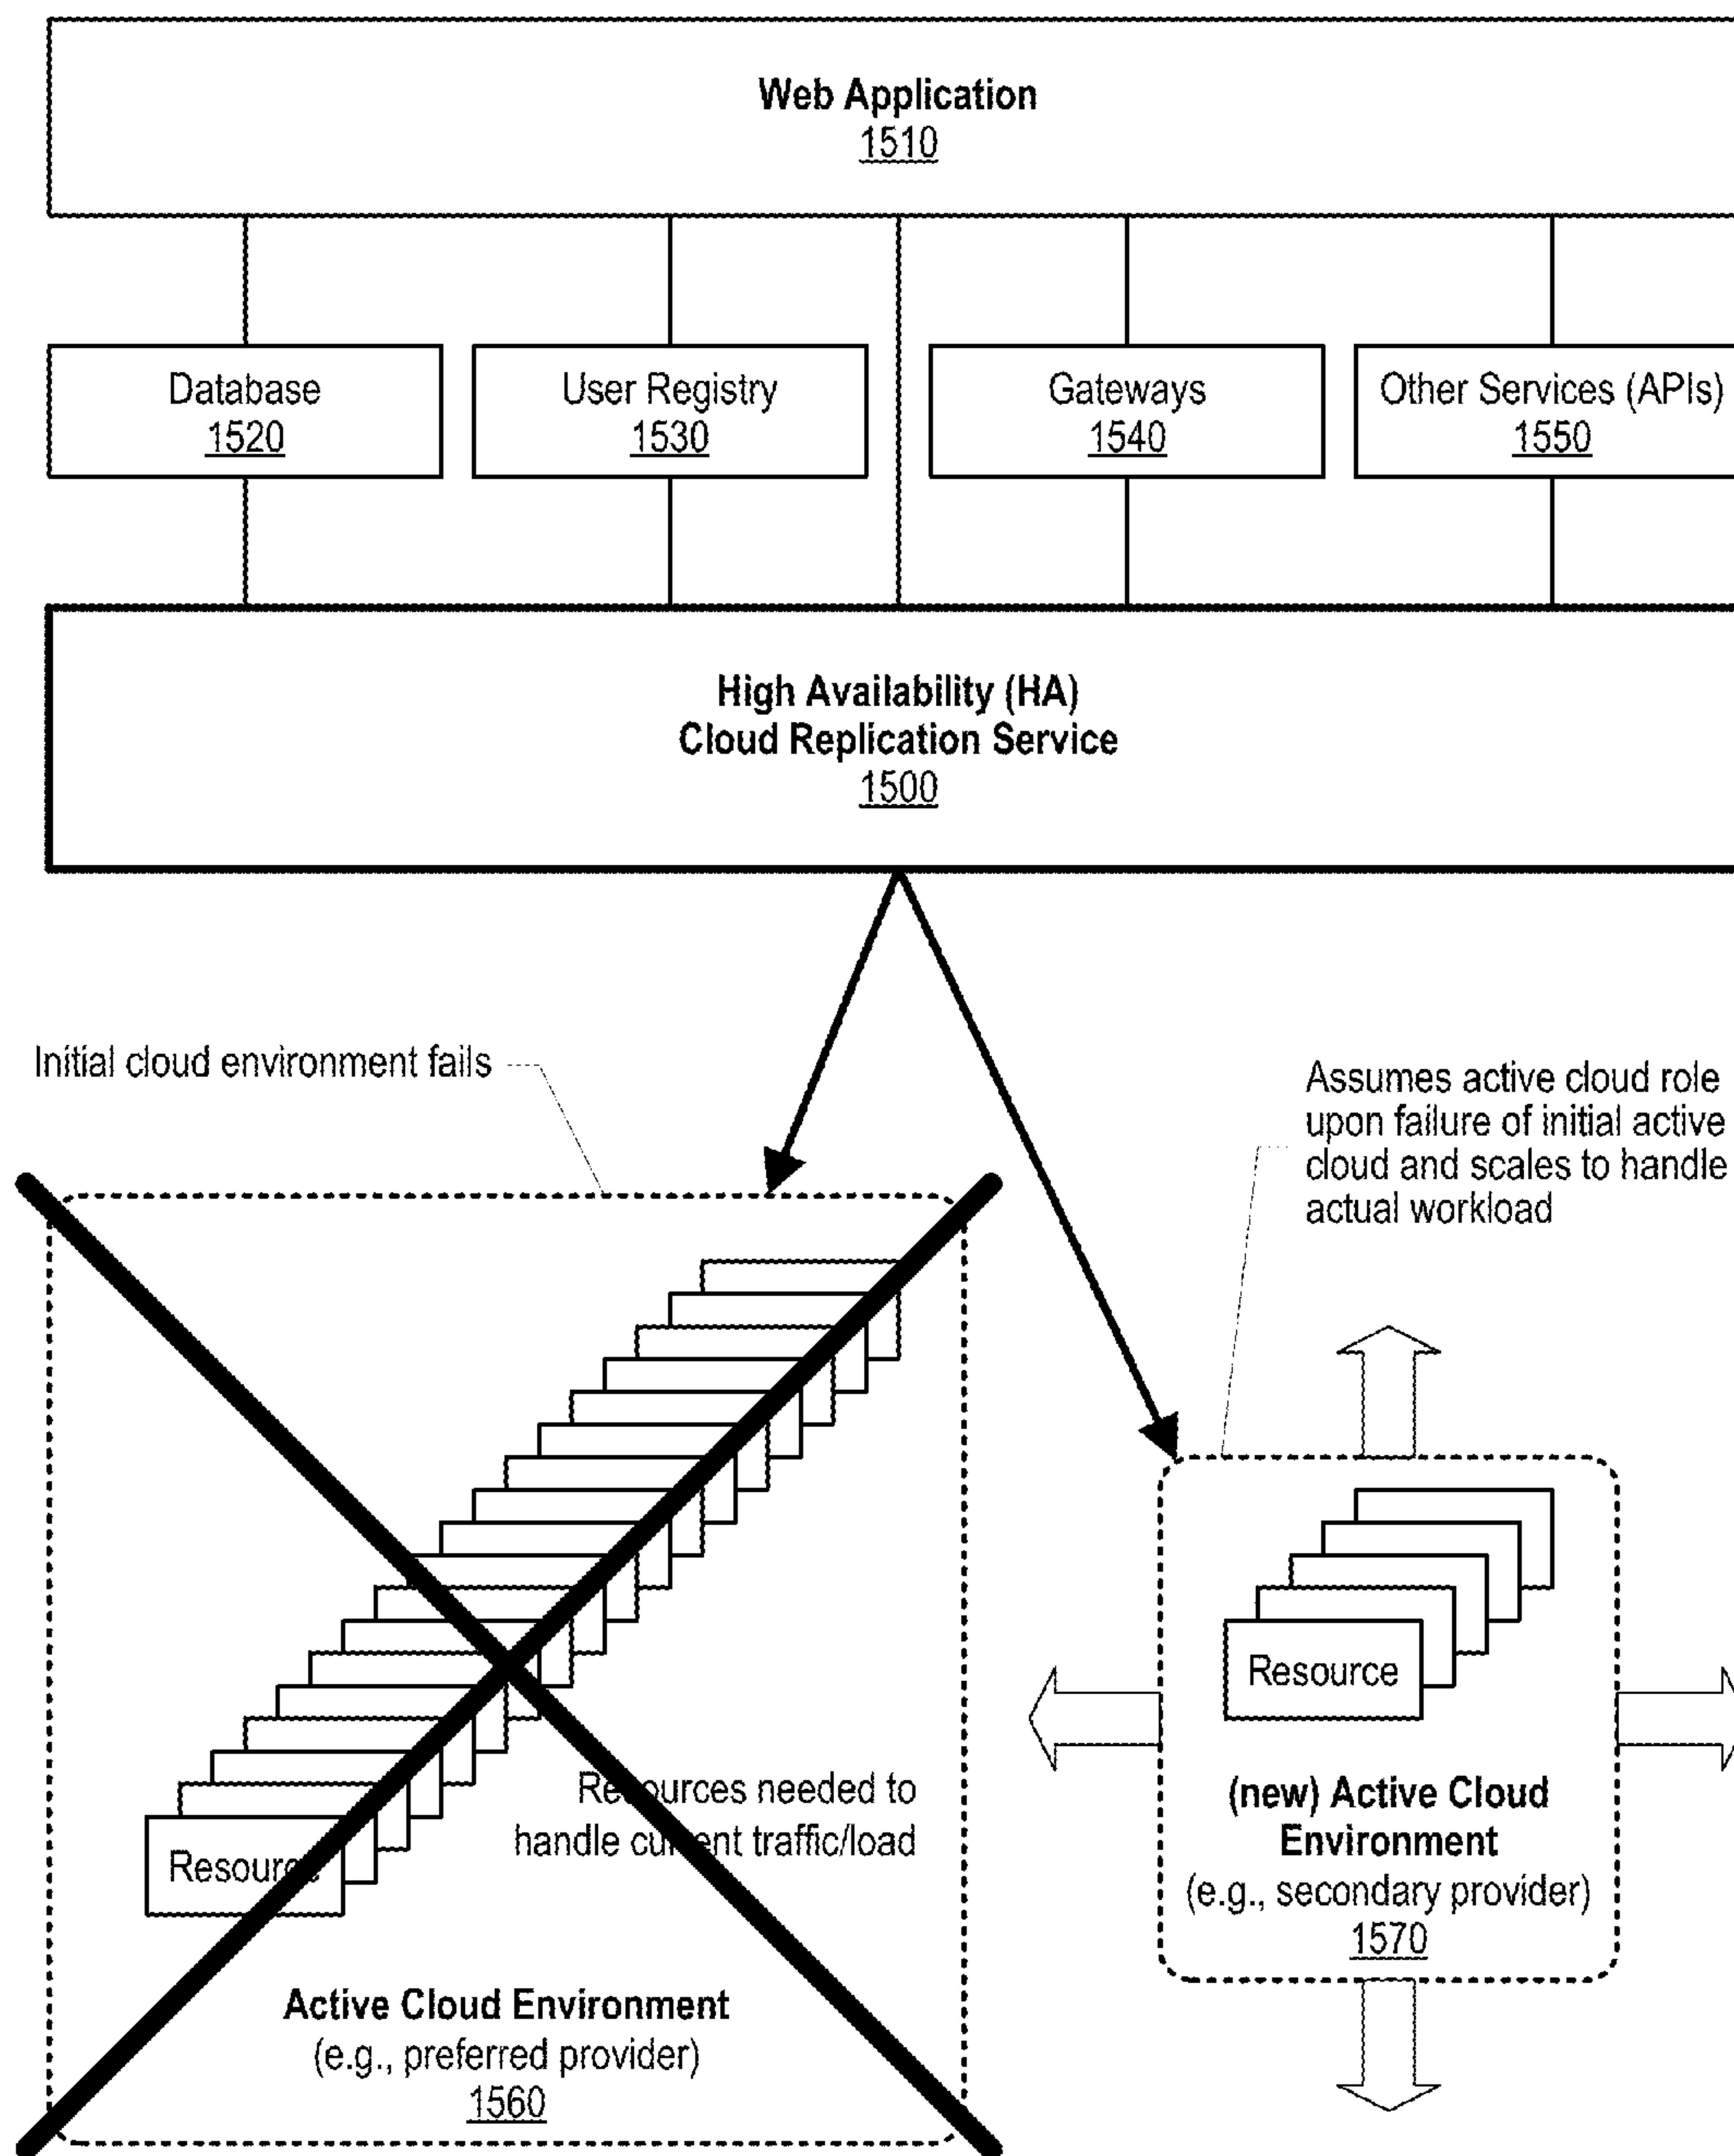 Web Application
1510
Database
1520
User Registry
1530
Gateways
1540
Other Services (APIs)
1550
High Availability (HA)
Cloud Replication Service
1500
Initial cloud environment fails
Assumes active cloud role
upon failure of initial active
cloud and scales to handle
actual workload
Resources needed to
handle current traffic/load
Resource
Active Cloud Environment
(e.g., preferred provider)
1560
Resource
(new) Active Cloud
Environment
(e.g., secondary provider)
1570